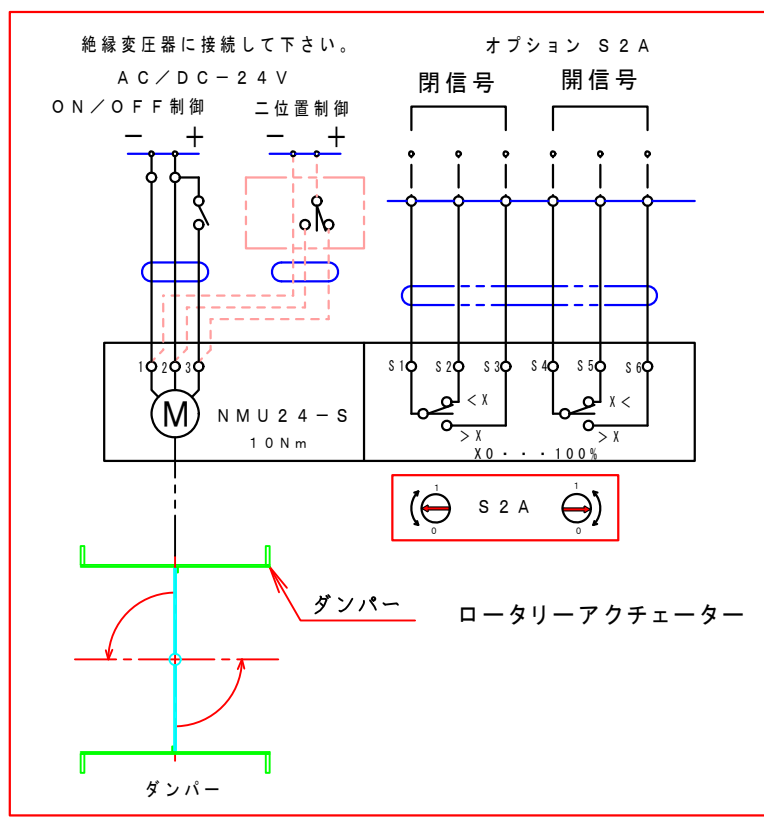 絶縁変圧器に接続して下さい。
AC/DC-24V
ON/OFF制御 二位置制御
- + - +
オプション S2A
閉信号 開信号
1 2 3
M NMU24-S
10Nm
S1 S2 S3 S4 S5 S6
<X X<
>X >X
X0・・・100%
1 1
S2A
0 0
ダンパー
ロータリーアクチェーター
ダンパー